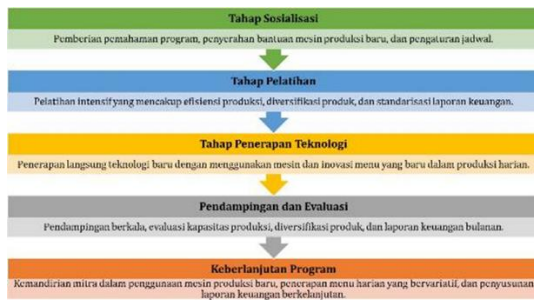 Tahap Sosialisasi
Pemberian pemahaman program, penyerahan bantuan mesin produksi baru, dan pengaturan jadwal.
Tahap Pelatihan
Pelatihan intensif yang mencakup efisiensi produksi, diversifikasi produk, dan standarisasi laporan keuangan.
Tahap Penerapan Teknologi
Penerapan langsung teknologi baru dengan menggunakan mesin dan inovasi menu yang baru dalam produksi harian.
Pendampingan dan Evaluasi
Pendampingan berkala, evaluasi kapasitas produksi, diversifikasi produk, dan laporan keuangan bulanan.
Keberlanjutan Program
Kemandirian mitra dalam penggunaan mesin produksi baru, penerapan menu harian yang bervariatif, dan penyusunan
laporan keuangan berkelanjutan.